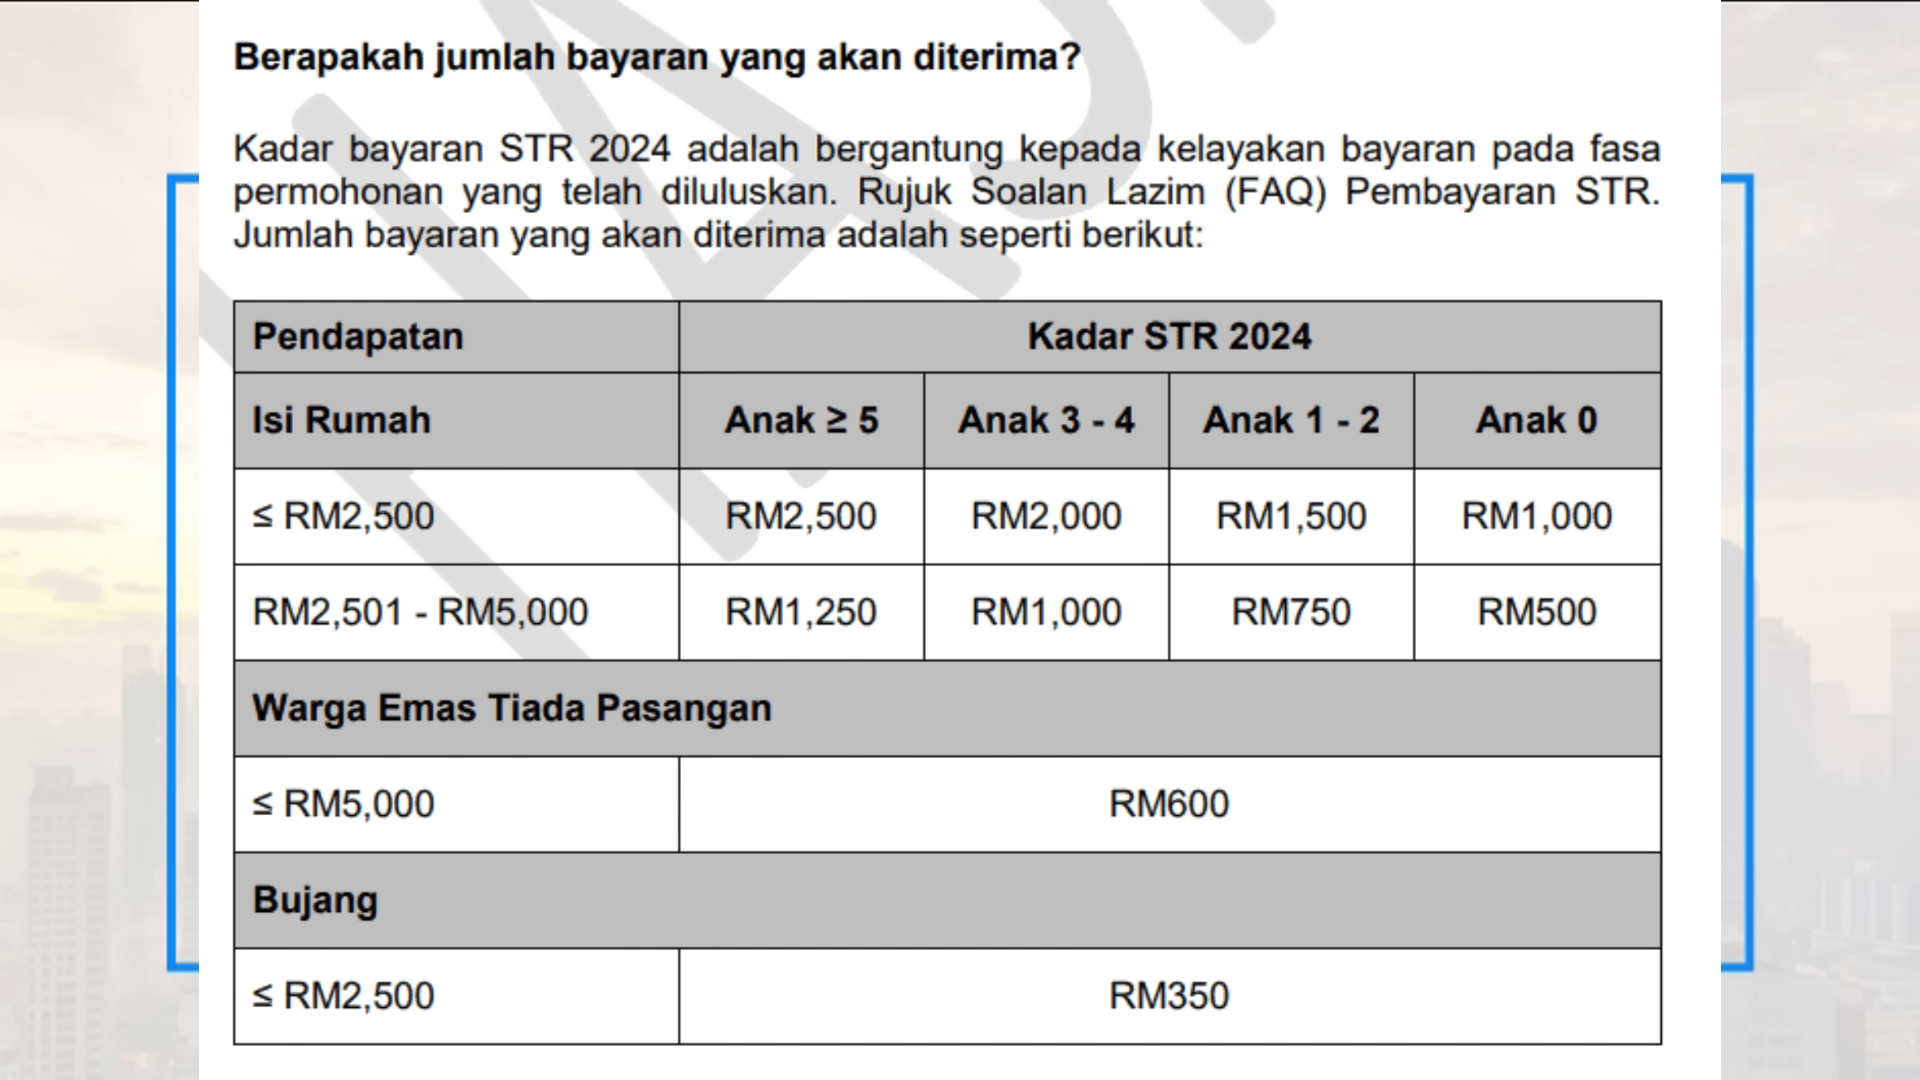 Berapakah jumlah bayaran yang akan diterima?
Kadar bayaran STR 2024 adalah bergantung kepada kelayakan bayaran pada fasa
permohonan yang telah diluluskan. Rujuk Soalan Lazim (FAQ) Pembayaran STR.
Jumlah bayaran yang akan diterima adalah seperti berikut:
Pendapatan Kadar STR 2024
Isi Rumah Anak ≥ 5 Anak 3 - 4 Anak 1 - 2 Anak 0
≤ RM2,500 RM2,500 RM2,000 RM1,500 RM1,000
RM2,501 - RM5,000 RM1,250 RM1,000 RM750 RM500
Warga Emas Tiada Pasangan
≤ RM5,000 RM600
Bujang
≤ RM2,500 RM350